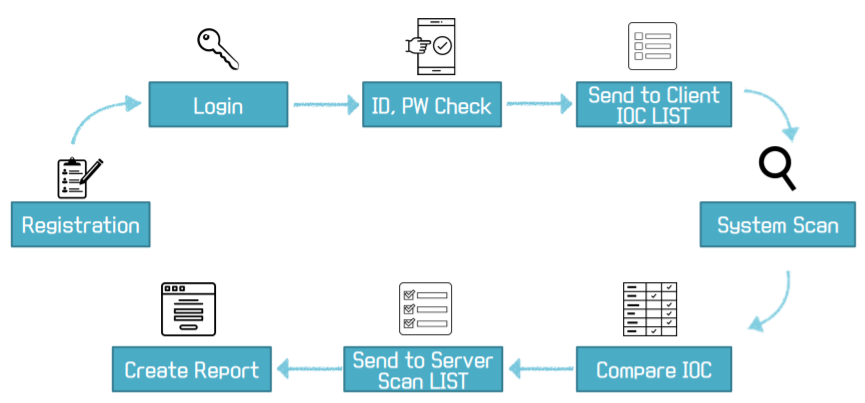 Login
ID, PW Check
Send to Client
IOC LIST
Registration
System Scan
Create Report
Send to Server
Scan LIST
Compare IOC